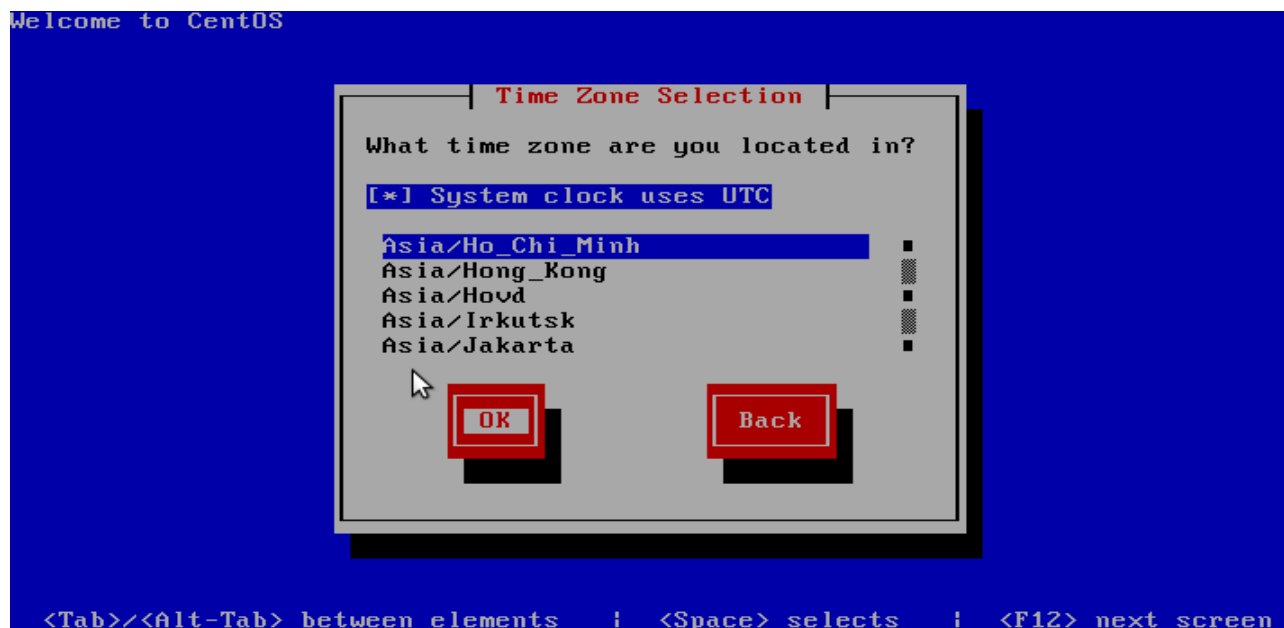 Welcome to CentOS
Time Zone Selection
What time zone are you located in?
[*] System clock uses UTC
Asia/Ho_Chi_Minh
Asia/Hong_Kong
Asia/Hovd
Asia/Irkutsk
Asia/Jakarta
OK Back
<Tab>/<Alt-Tab> between elements | <Space> selects | <F12> next screen